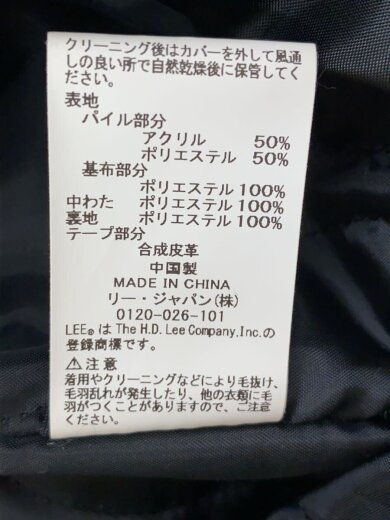 クリーニング後はカバーを外して風通
しの良い所で自然乾燥後に保管してく
ださい。
表地
パイル部分
アクリル 50%
ポリエステル 50%
基布部分
ポリエステル 100%
中わた ポリエステル 100%
裏地 ポリエステル 100%
テープ部分
合成皮革
中国製
MADE IN CHINA
リー・ジャパン(株)
0120-026-101
LEE® は The H.D. Lee Company, Inc. の
登録商標です。
⚠注意
着用やクリーニングなどにより毛抜け、
毛羽乱れが発生したり、他の衣類に毛
羽がつくことがありますので、ご注意
ください。